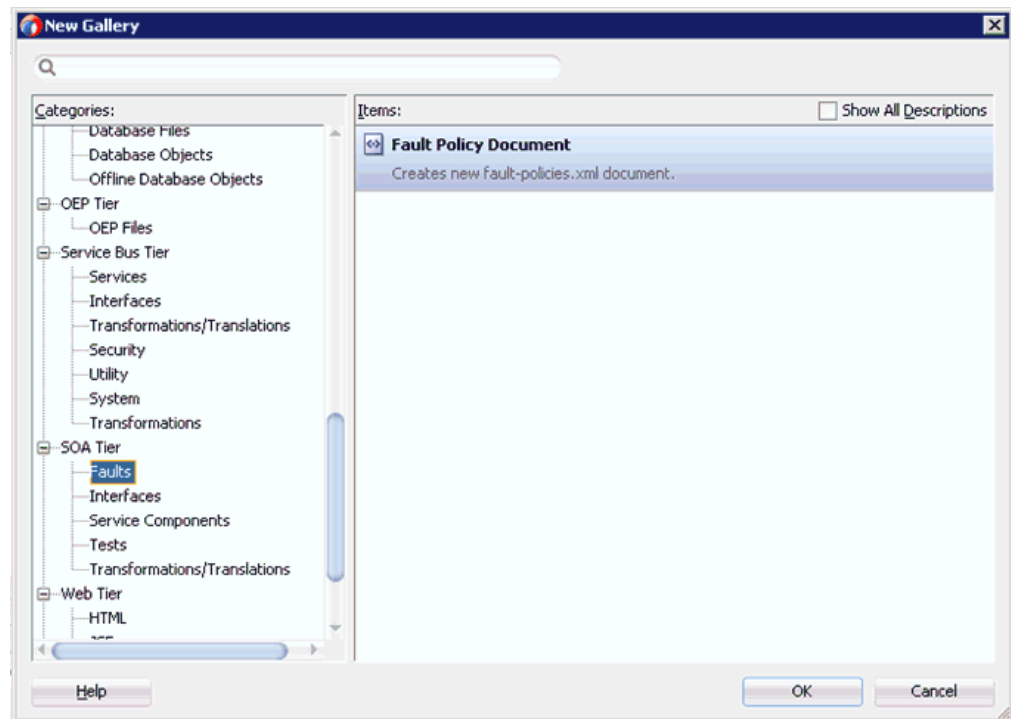 New Gallery
Categories:
Database Files
Database Objects
Offline Database Objects
OEP Tier
OEP Files
Service Bus Tier
Services
Interfaces
Transformations/Translations
Security
Utility
System
Transformations
SOA Tier
Faults
Interfaces
Service Components
Tests
Transformations/Translations
Web Tier
HTML
Items:
Show All Descriptions
Fault Policy Document
Creates new fault-policies.xml document.
Help
OK
Cancel